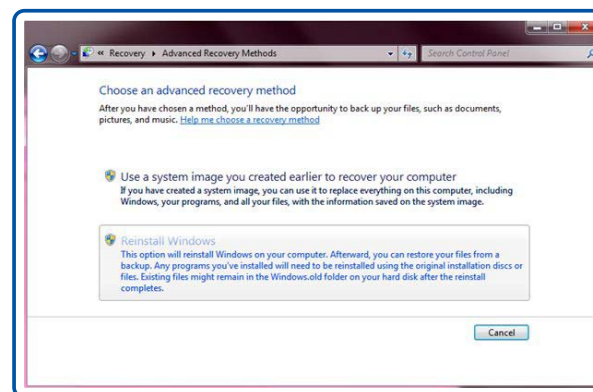 « Recovery ▸ Advanced Recovery Methods
Search Control Panel
Choose an advanced recovery method
After you have chosen a method, you'll have the opportunity to back up your files, such as documents,
pictures, and music. Help me choose a recovery method
Use a system image you created earlier to recover your computer
If you have created a system image, you can use it to replace everything on this computer, including
Windows, your programs, and all your files, with the information saved on the system image.
Reinstall Windows
This option will reinstall Windows on your computer. Afterward, you can restore your files from a
backup. Any programs you've installed will need to be reinstalled using the original installation discs or
files. Existing files might remain in the Windows.old folder on your hard disk after the reinstall
completes.
Cancel